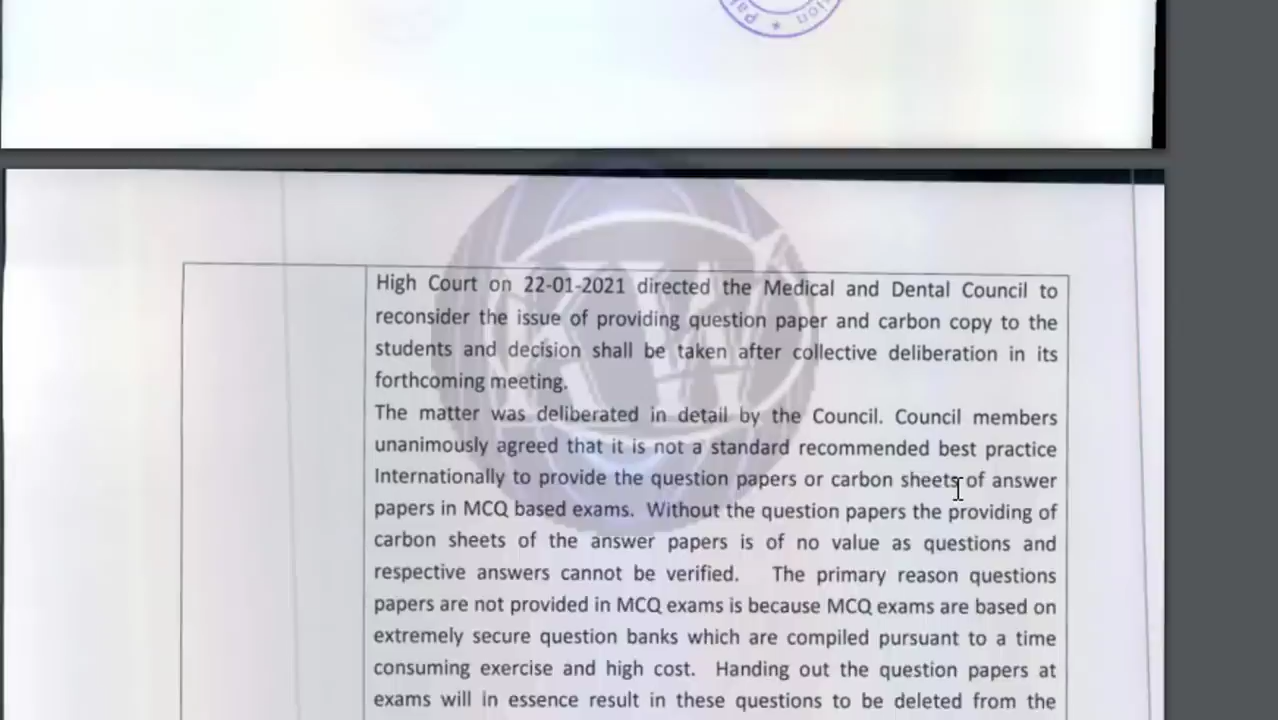 High Court on 22-01-2021 directed the Medical and Dental Council to
reconsider the issue of providing question paper and carbon copy to the
students and decision shall be taken after collective deliberation in its
forthcoming meeting.
The matter was deliberated in detail by the Council. Council members
unanimously agreed that it is not a standard recommended best practice
Internationally to provide the question papers or carbon sheets of answer
papers in MCQ based exams. Without the question papers the providing of
carbon sheets of the answer papers is of no value as questions and
respective answers cannot be verified. The primary reason questions
papers are not provided in MCQ exams is because MCQ exams are based on
extremely secure question banks which are compiled pursuant to a time
consuming exercise and high cost. Handing out the question papers at
exams will in essence result in these questions to be deleted from the